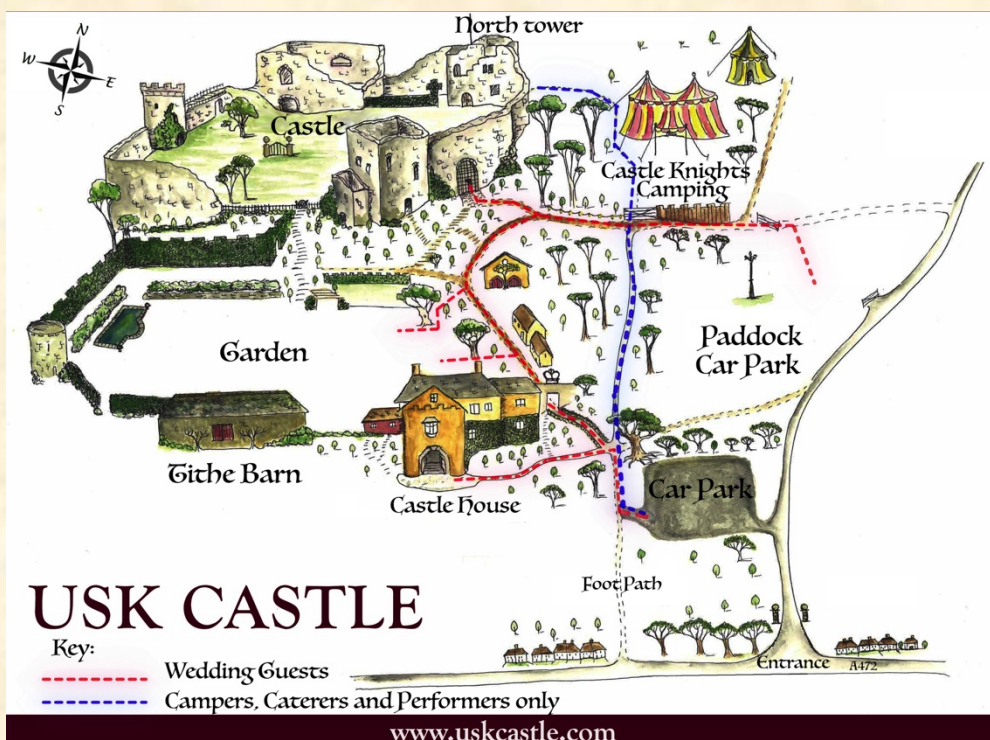 North tower
N
W
E
S
Castle
Castle Knights
Camping
Paddock
Car Park
Garden
Tithe Barn
Castle House
Car Park
Foot Path
USK CASTLE
Key:
Wedding Guests
Campers, Caterers and Performers only
Entrance
A472
www.uskcastle.com